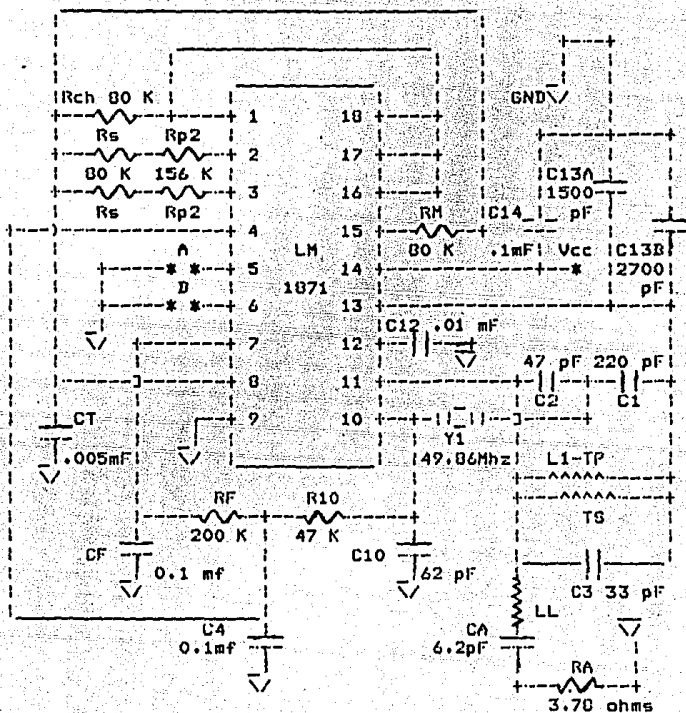 Rch 80 K
GND
1 18
Rs Rp2
2 17
80 K 156 K
C13A
3 16
1500
Rs Rp2
RM C14 pF
4 15
A LM 80 K .1mF Vcc C13B
5 14
2700
D 1871
pF
6 13
C12 .01 mF
7 12
47 pF 220 pF
8 11
C2 C1
CT
9 10
Y1
.005mF
49.86Mhz L1-TP
RF R10
TS
200 K 47 K
CF C10
0.1 mf 62 pF
C3 33 pF
LL
C4 CA
0.1mf 6.2pF
RA
3.78 ohms